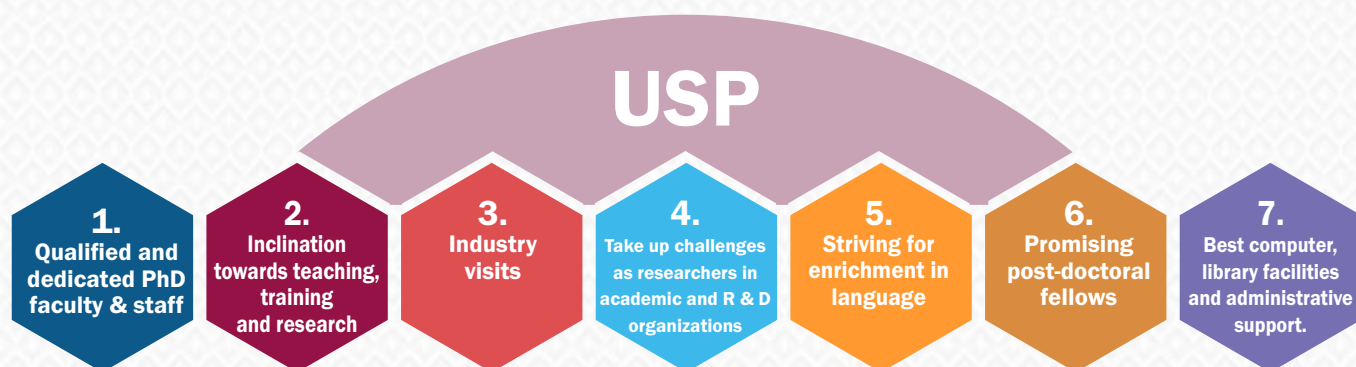 USP
1.
Qualified and
dedicated PhD
faculty & staff
2.
Inclination
towards teaching,
training
and research
3.
Industry
visits
4.
Take up challenges
as researchers in
academic and R & D
organizations
5.
Striving for
enrichment in
language
6.
Promising
post-doctoral
fellows
7.
Best computer,
library facilities
and administrative
support.